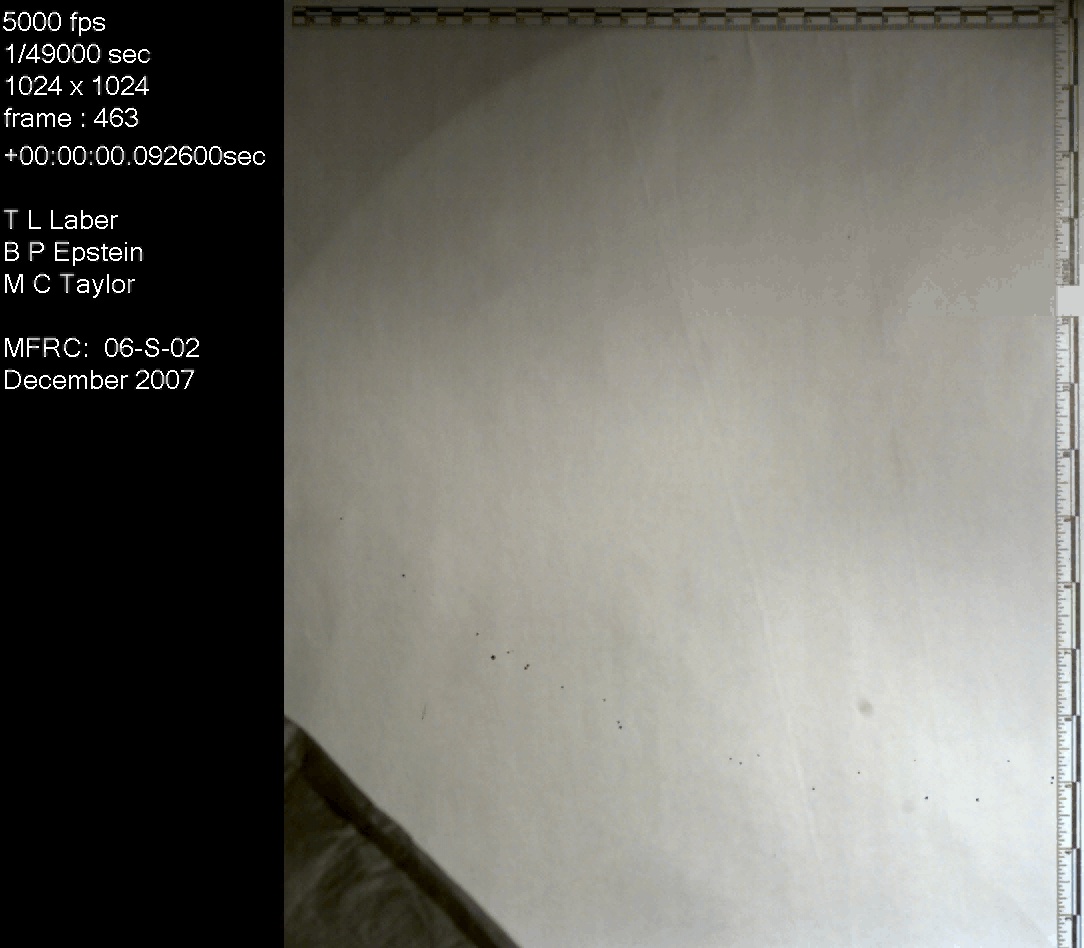 5000 fps
1/49000 sec
1024 x 1024
frame : 463
+00:00:00.092600sec
T L Laber
B P Epstein
M C Taylor
MFRC:  06-S-02
December 2007